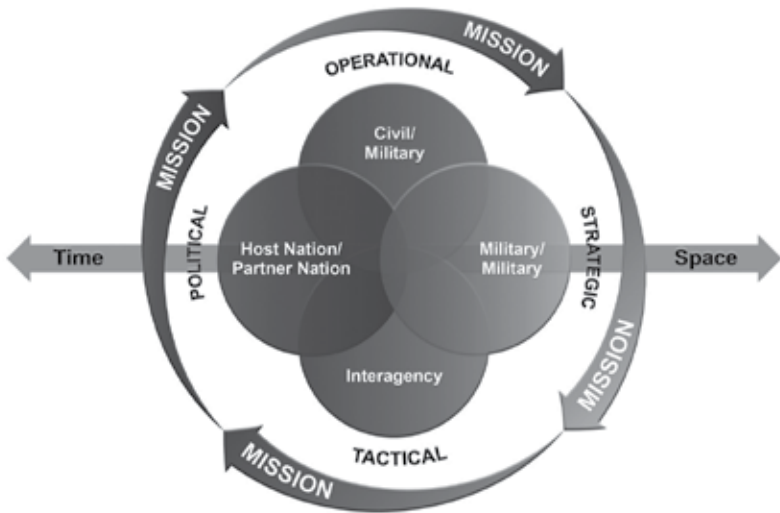 MISSION
OPERATIONAL
Civil/
Military
MISSION
POLITICAL
Time
Host Nation/
Partner Nation
Military/
Military
STRATEGIC
Space
Interagency
MISSION
TACTICAL
MISSION